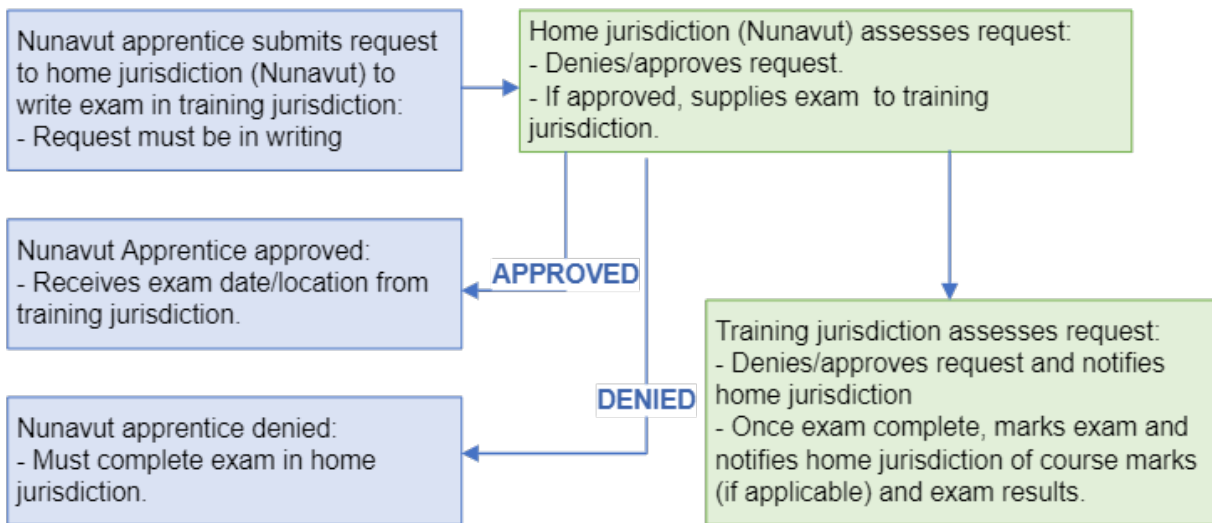 Nunavut apprentice submits request
to home jurisdiction (Nunavut) to
write exam in training jurisdiction:
- Request must be in writing
Home jurisdiction (Nunavut) assesses request:
- Denies/approves request.
- If approved, supplies exam to training
jurisdiction.
Nunavut Apprentice approved:
- Receives exam date/location from
training jurisdiction.
APPROVED
Training jurisdiction assesses request:
- Denies/approves request and notifies
home jurisdiction
- Once exam complete, marks exam and
notifies home jurisdiction of course marks
(if applicable) and exam results.
DENIED
Nunavut apprentice denied:
- Must complete exam in home
jurisdiction.